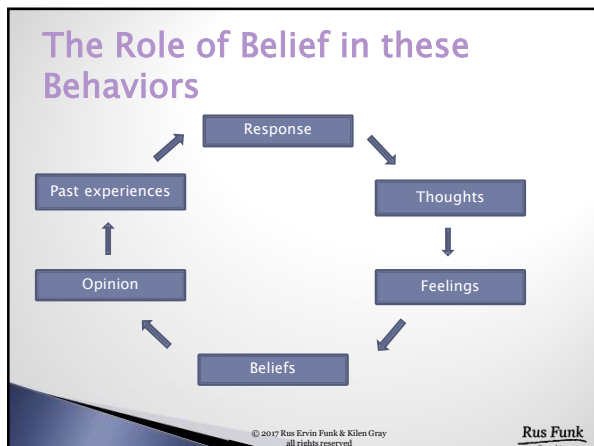 The Role of Belief in these
Behaviors
Response
Past experiences
Thoughts
Opinion
Feelings
Beliefs
© 2017 Rus Ervin Funk & Kilen Gray
all rights reserved
Rus Funk